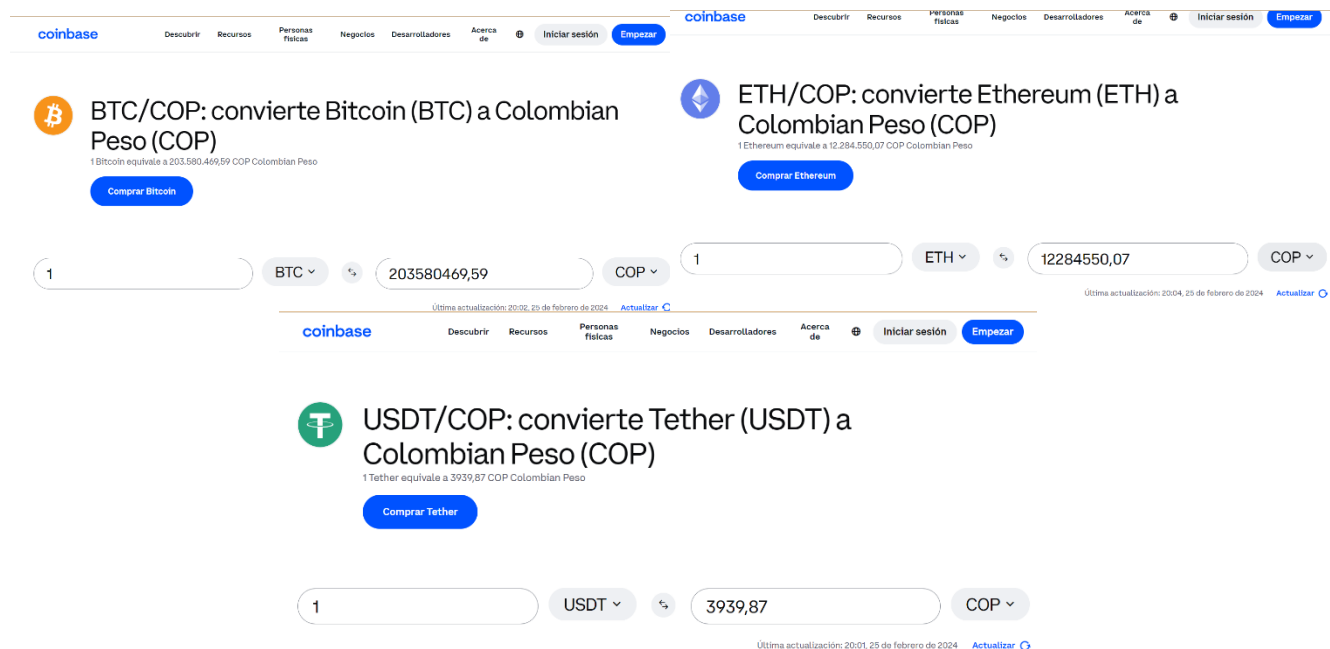 coinbase
Descubrir Recursos Personas físicas Negocios Desarrolladores Acerca de Iniciar sesión Empezar
BTC/COP: convierte Bitcoin (BTC) a Colombian
Peso (COP)
1 Bitcoin equivale a 203.580.469,59 COP Colombian Peso
Comprar Bitcoin
1 BTC 203580469,59 COP
Última actualización: 20:02, 25 de febrero de 2024 Actualizar
coinbase
Descubrir Recursos Personas físicas Negocios Desarrolladores Acerca de Iniciar sesión Empezar
ETH/COP: convierte Ethereum (ETH) a
Colombian Peso (COP)
1 Ethereum equivale a 12.284.550,07 COP Colombian Peso
Comprar Ethereum
1 ETH 12284550,07 COP
Última actualización: 20:04, 25 de febrero de 2024 Actualizar
coinbase
Descubrir Recursos Personas físicas Negocios Desarrolladores Acerca de Iniciar sesión Empezar
USDT/COP: convierte Tether (USDT) a
Colombian Peso (COP)
1 Tether equivale a 3939,87 COP Colombian Peso
Comprar Tether
1 USDT 3939,87 COP
Última actualización: 20:01, 25 de febrero de 2024 Actualizar